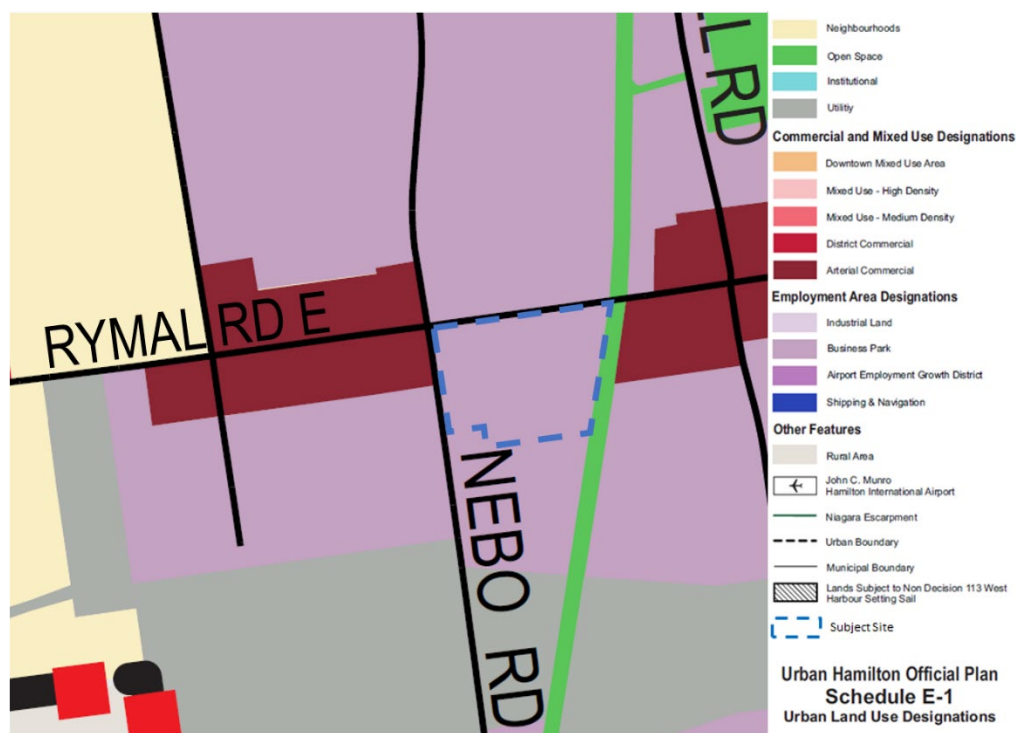 RYMAL RD E
NEBO RD
L RD
Neighbourhoods
Open Space
Institutional
Utilitiy
Commercial and Mixed Use Designations
Downtown Mixed Use Area
Mixed Use - High Density
Mixed Use - Medium Density
District Commercial
Arterial Commercial
Employment Area Designations
Industrial Land
Business Park
Airport Employment Growth District
Shipping & Navigation
Other Features
Rural Area
John C. Munro
Hamilton International Airport
Niagara Escarpment
Urban Boundary
Municipal Boundary
Lands Subject to Non Decision 113 West
Harbour Setting Sail
Subject Site
Urban Hamilton Official Plan
Schedule E-1
Urban Land Use Designations